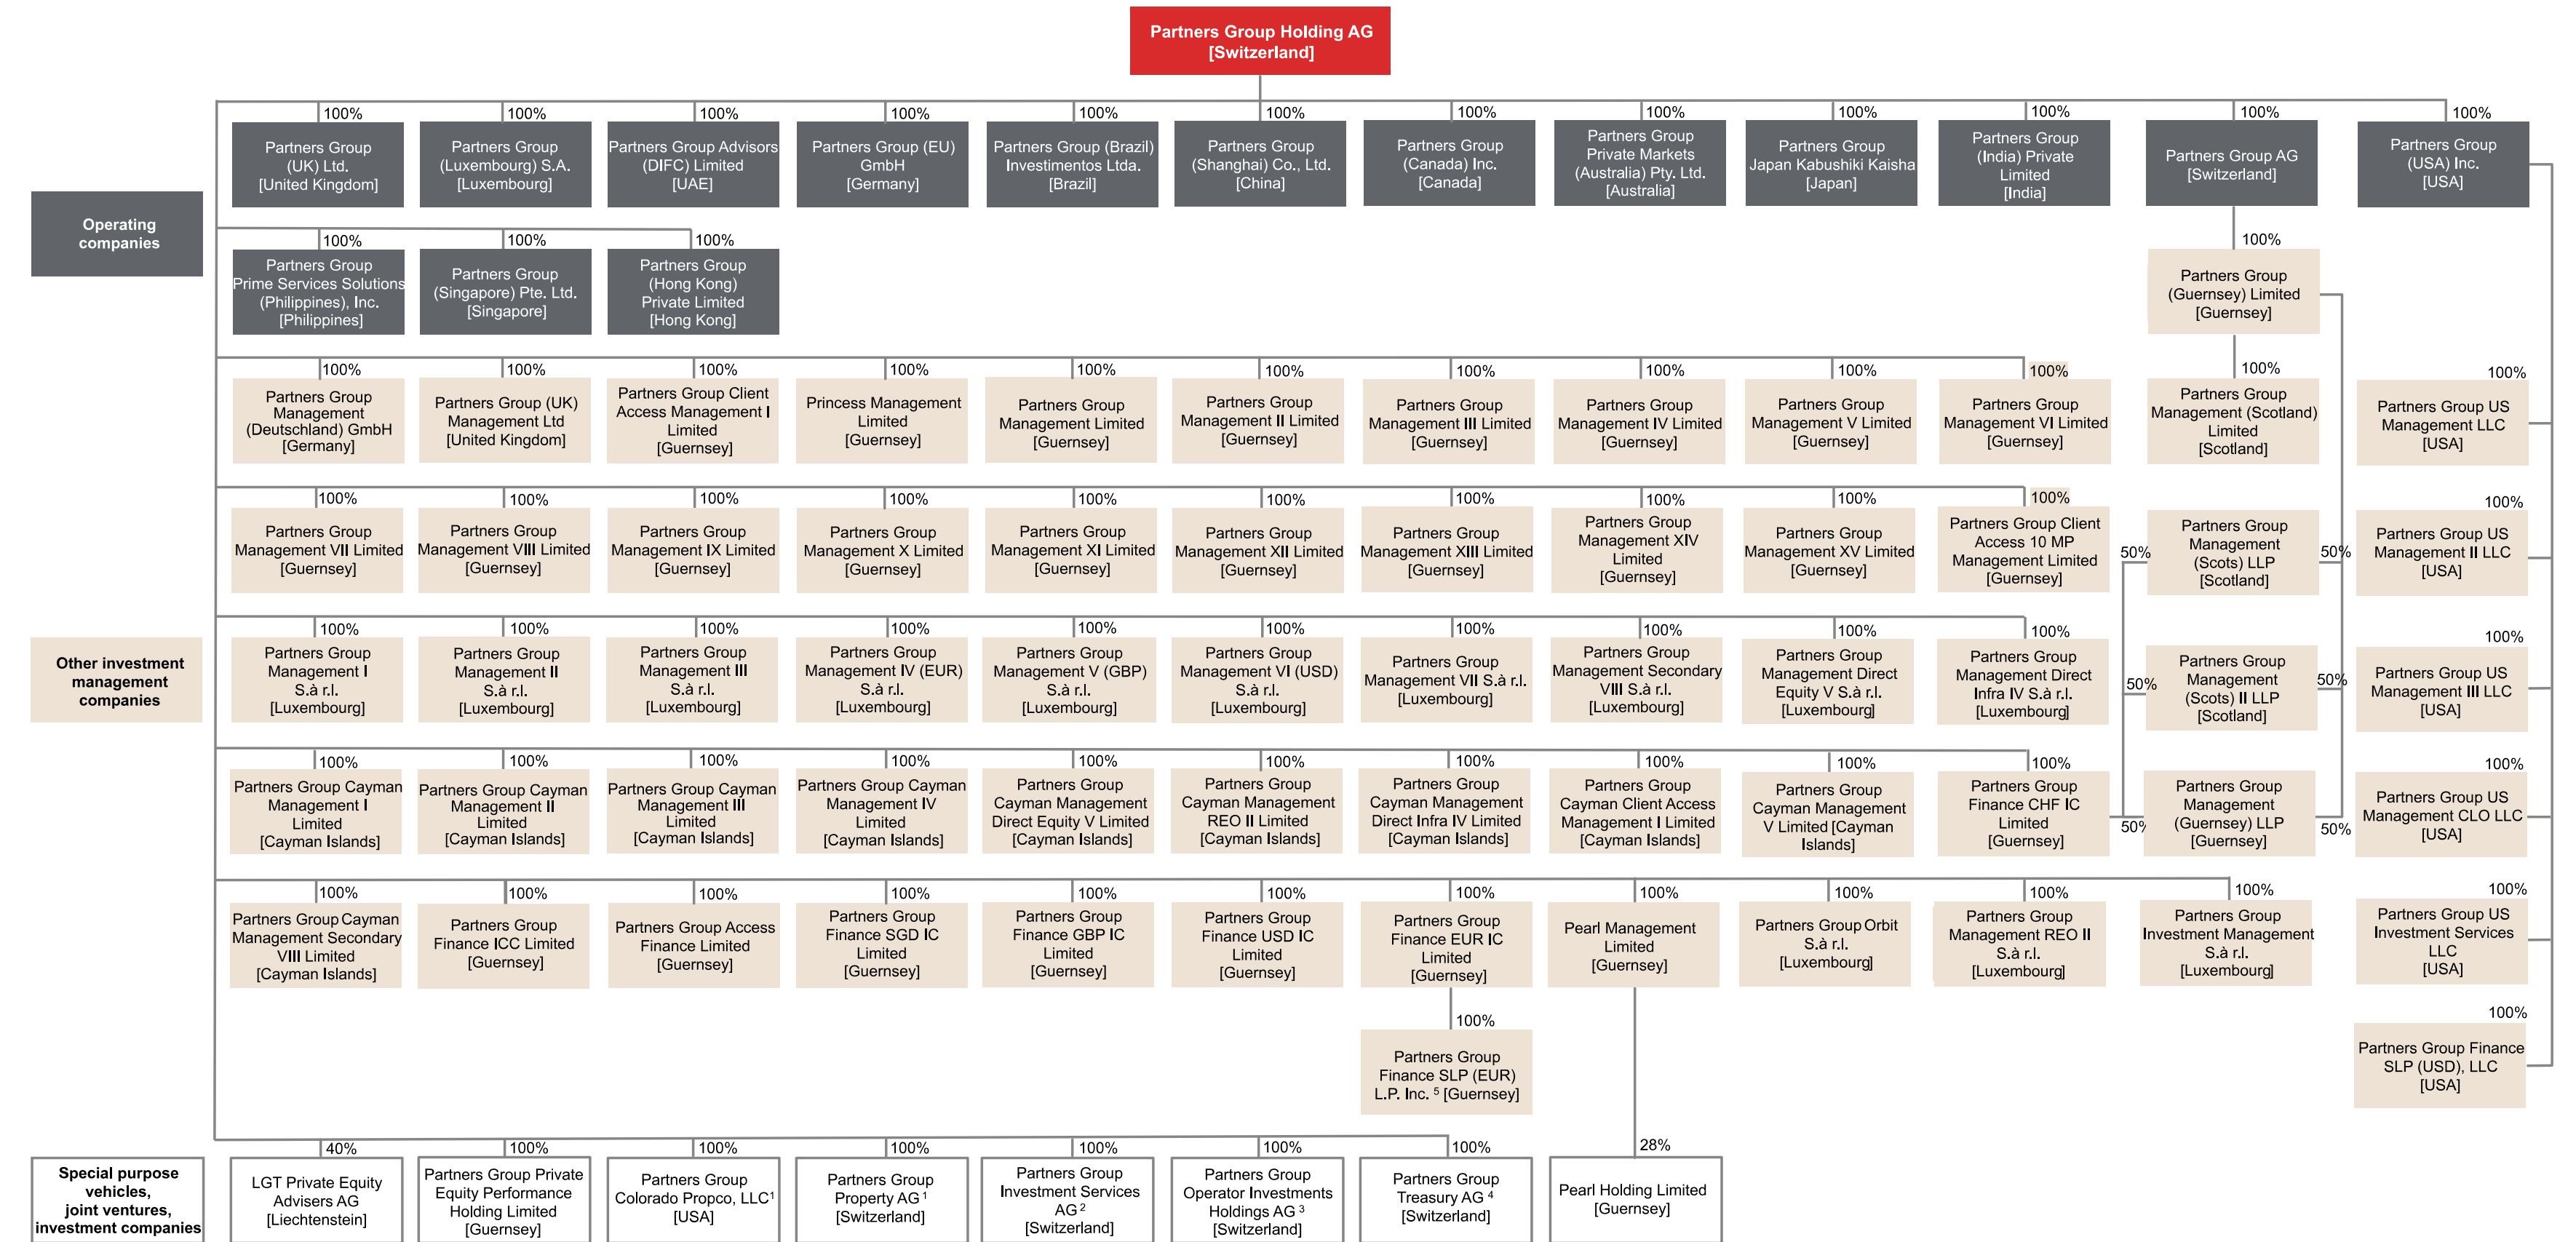 Partners Group Holding AG
[Switzerland]
100%
100%
100%
100%
100%
100%
100%
100%
100%
100%
100%
100%
Partners Group
(UK) Ltd.
[United Kingdom]
Partners Group
(Luxembourg) S.A.
[Luxembourg]
Partners Group Advisors
(DIFC) Limited
[UAE]
Partners Group (EU)
GmbH
[Germany]
Partners Group (Brazil)
Investimentos Ltda.
[Brazil]
Partners Group
(Shanghai) Co., Ltd.
[China]
Partners Group
(Canada) Inc.
[Canada]
Partners Group
Private Markets
(Australia) Pty. Ltd.
[Australia]
Partners Group
Japan Kabushiki Kaisha
[Japan]
Partners Group
(India) Private
Limited
[India]
Partners Group AG
[Switzerland]
Partners Group
(USA) Inc.
[USA]
Operating
companies
100%
100%
100%
100%
Partners Group
Prime Services Solutions
(Philippines), Inc.
[Philippines]
Partners Group
(Singapore) Pte. Ltd.
[Singapore]
Partners Group
(Hong Kong)
Private Limited
[Hong Kong]
Partners Group
(Guernsey) Limited
[Guernsey]
100%
100%
100%
100%
100%
100%
100%
100%
100%
100%
100%
100%
Partners Group
Management
(Deutschland) GmbH
[Germany]
Partners Group (UK)
Management Ltd
[United Kingdom]
Partners Group Client
Access Management I
Limited
[Guernsey]
Princess Management
Limited
[Guernsey]
Partners Group
Management Limited
[Guernsey]
Partners Group
Management II Limited
[Guernsey]
Partners Group
Management III Limited
[Guernsey]
Partners Group
Management IV Limited
[Guernsey]
Partners Group
Management V Limited
[Guernsey]
Partners Group
Management VI Limited
[Guernsey]
Partners Group
Management (Scotland)
Limited
[Scotland]
Partners Group US
Management LLC
[USA]
100%
100%
100%
100%
100%
100%
100%
100%
100%
100%
100%
Partners Group
Management VII Limited
[Guernsey]
Partners Group
Management VIII Limited
[Guernsey]
Partners Group
Management IX Limited
[Guernsey]
Partners Group
Management X Limited
[Guernsey]
Partners Group
Management XI Limited
[Guernsey]
Partners Group
Management XII Limited
[Guernsey]
Partners Group
Management XIII Limited
[Guernsey]
Partners Group
Management XIV
Limited
[Guernsey]
Partners Group
Management XV Limited
[Guernsey]
Partners Group Client
Access 10 MP
Management Limited
[Guernsey]
50%
Partners Group
Management
(Scots) LLP
[Scotland]
50%
Partners Group US
Management II LLC
[USA]
Other investment
management
companies
100%
100%
100%
100%
100%
100%
100%
100%
100%
100%
100%
Partners Group
Management I
S.à r.l.
[Luxembourg]
Partners Group
Management II
S.à r.l.
[Luxembourg]
Partners Group
Management III
S.à r.l.
[Luxembourg]
Partners Group
Management IV (EUR)
S.à r.l.
[Luxembourg]
Partners Group
Management V (GBP)
S.à r.l.
[Luxembourg]
Partners Group
Management VI (USD)
S.à r.l.
[Luxembourg]
Partners Group
Management VII S.à r.l.
[Luxembourg]
Partners Group
Management Secondary
VIII S.à r.l.
[Luxembourg]
Partners Group
Management Direct
Equity V S.à r.l.
[Luxembourg]
Partners Group
Management Direct
Infra IV S.à r.l.
[Luxembourg]
50%
Partners Group
Management
(Scots) II LLP
[Scotland]
50%
Partners Group US
Management III LLC
[USA]
100%
100%
100%
100%
100%
100%
100%
100%
100%
100%
100%
Partners Group Cayman
Management I
Limited
[Cayman Islands]
Partners Group Cayman
Management II
Limited
[Cayman Islands]
Partners Group Cayman
Management III
Limited
[Cayman Islands]
Partners Group Cayman
Management IV
Limited
[Cayman Islands]
Partners Group
Cayman Management
Direct Equity V Limited
[Cayman Islands]
Partners Group
Cayman Management
REO II Limited
[Cayman Islands]
Partners Group
Cayman Management
Direct Infra IV Limited
[Cayman Islands]
Partners Group
Cayman Client Access
Management I Limited
[Cayman Islands]
Partners Group
Cayman Management
V Limited [Cayman
Islands]
Partners Group
Finance CHF IC
Limited
[Guernsey]
50%
Partners Group
Management
(Guernsey) LLP
[Guernsey]
50%
Partners Group US
Management CLO LLC
[USA]
100%
100%
100%
100%
100%
100%
100%
100%
100%
100%
100%
100%
Partners Group Cayman
Management Secondary
VIII Limited
[Cayman Islands]
Partners Group
Finance ICC Limited
[Guernsey]
Partners Group Access
Finance Limited
[Guernsey]
Partners Group
Finance SGD IC
Limited
[Guernsey]
Partners Group
Finance GBP IC
Limited
[Guernsey]
Partners Group
Finance USD IC
Limited
[Guernsey]
Partners Group
Finance EUR IC
Limited
[Guernsey]
Pearl Management
Limited
[Guernsey]
Partners Group Orbit
S.à r.l.
[Luxembourg]
Partners Group
Management REO II
S.à r.l.
[Luxembourg]
Partners Group
Investment Management
S.à r.l.
[Luxembourg]
Partners Group US
Investment Services
LLC
[USA]
100%
100%
Partners Group
Finance SLP (EUR)
L.P. Inc. ⁵ [Guernsey]
Partners Group Finance
SLP (USD), LLC
[USA]
40%
100%
100%
100%
100%
100%
100%
28%
Special purpose
vehicles,
joint ventures,
investment companies
LGT Private Equity
Advisers AG
[Liechtenstein]
Partners Group Private
Equity Performance
Holding Limited
[Guernsey]
Partners Group
Colorado Propco, LLC¹
[USA]
Partners Group
Property AG ¹
[Switzerland]
Partners Group
Investment Services
AG ²
[Switzerland]
Partners Group
Operator Investments
Holdings AG ³
[Switzerland]
Partners Group
Treasury AG ⁴
[Switzerland]
Pearl Holding Limited
[Guernsey]